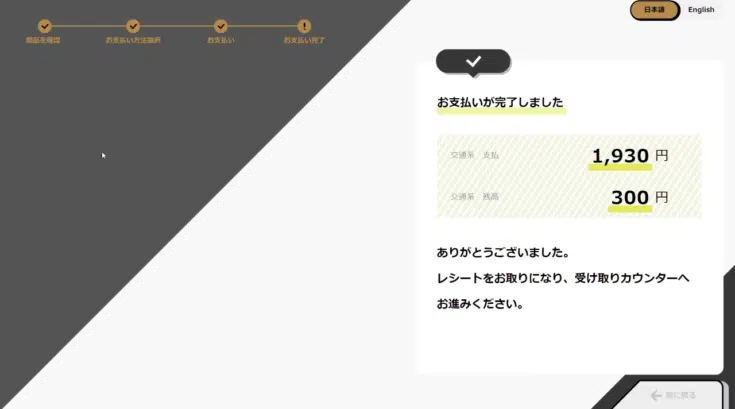 日本語
English
商品を確認
お支払い方法選択
お支払い
お支払い完了
お支払いが完了しました
交通系 支払
1,930 円
交通系 残高
300 円
ありがとうございました。
レシートをお取りになり、受け取りカウンターへ
お進みください。
前に戻る